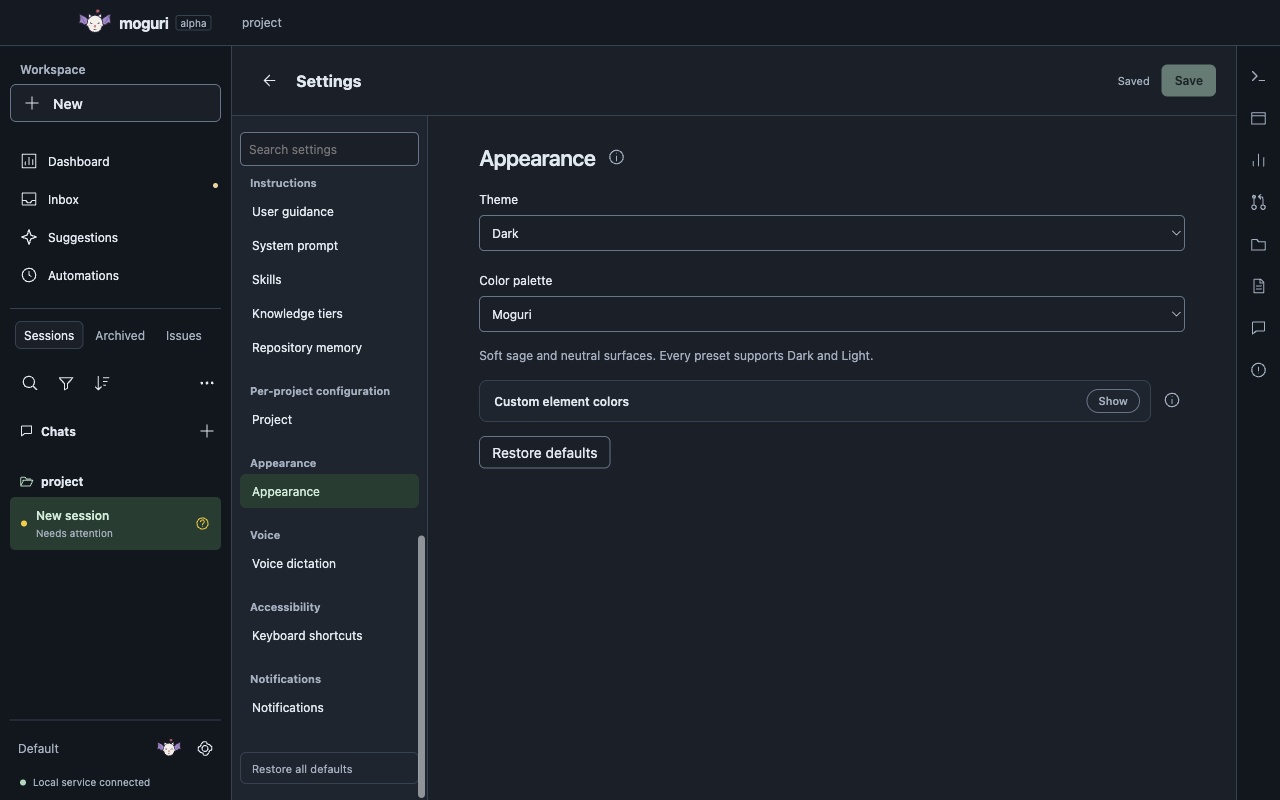 moguri alpha project
Workspace
New
Dashboard
Inbox
Suggestions
Automations
Sessions Archived Issues
Chats
project
New session
Needs attention
Default
Local service connected
Settings
Saved Save
Search settings
Instructions
User guidance
System prompt
Skills
Knowledge tiers
Repository memory
Per-project configuration
Project
Appearance
Appearance
Voice
Voice dictation
Accessibility
Keyboard shortcuts
Notifications
Notifications
Restore all defaults
Appearance
Theme
Dark
Color palette
Moguri
Soft sage and neutral surfaces. Every preset supports Dark and Light.
Custom element colors Show
Restore defaults